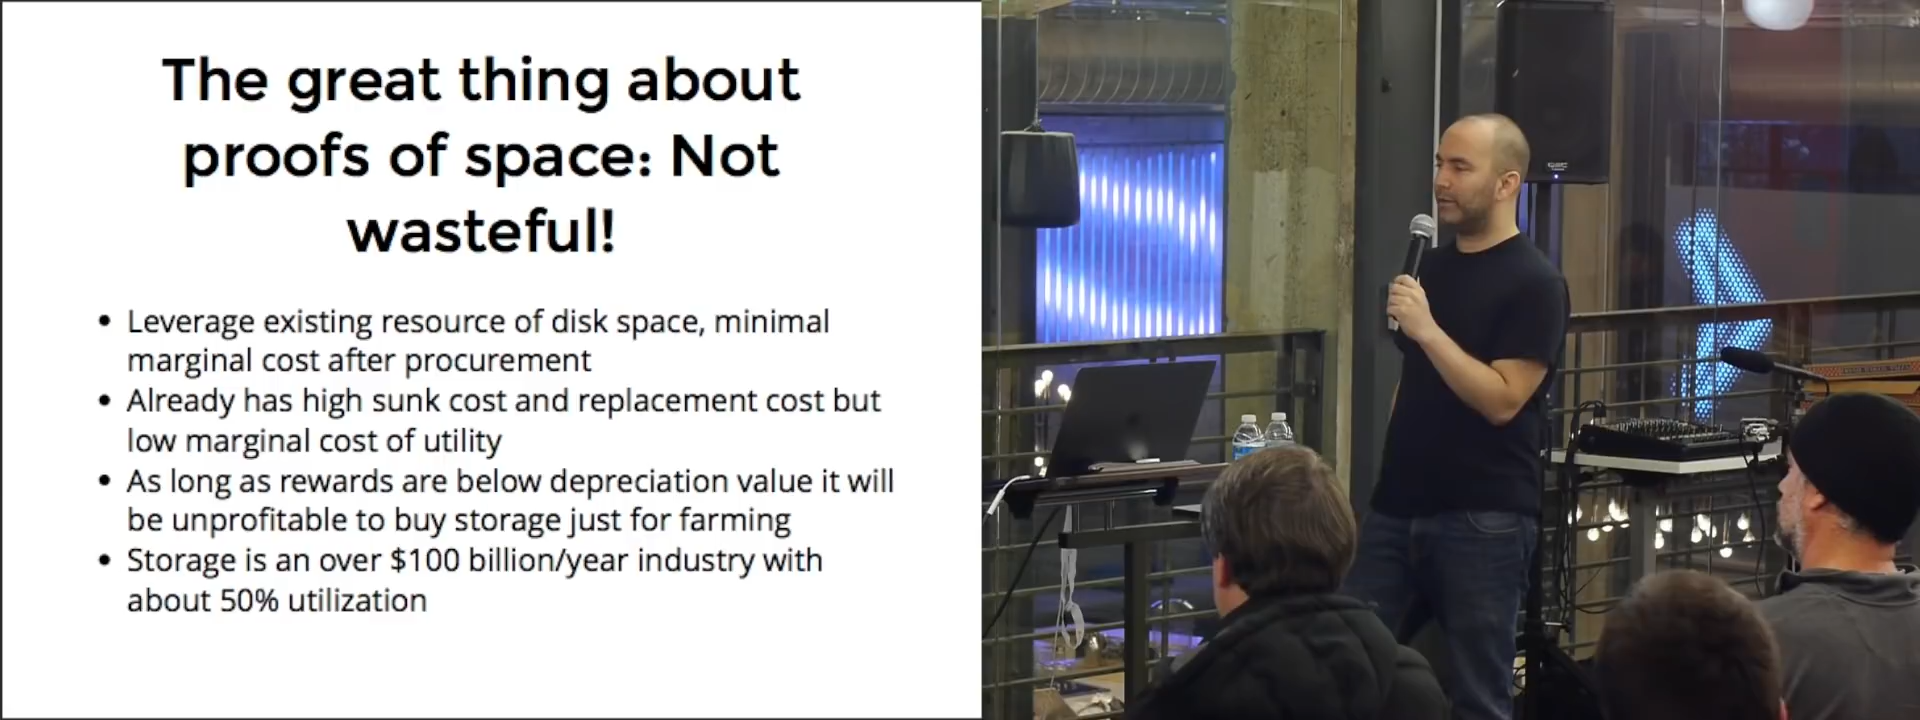 The great thing about
proofs of space: Not
wasteful!
• Leverage existing resource of disk space, minimal
marginal cost after procurement
• Already has high sunk cost and replacement cost but
low marginal cost of utility
• As long as rewards are below depreciation value it will
be unprofitable to buy storage just for farming
• Storage is an over $100 billion/year industry with
about 50% utilization